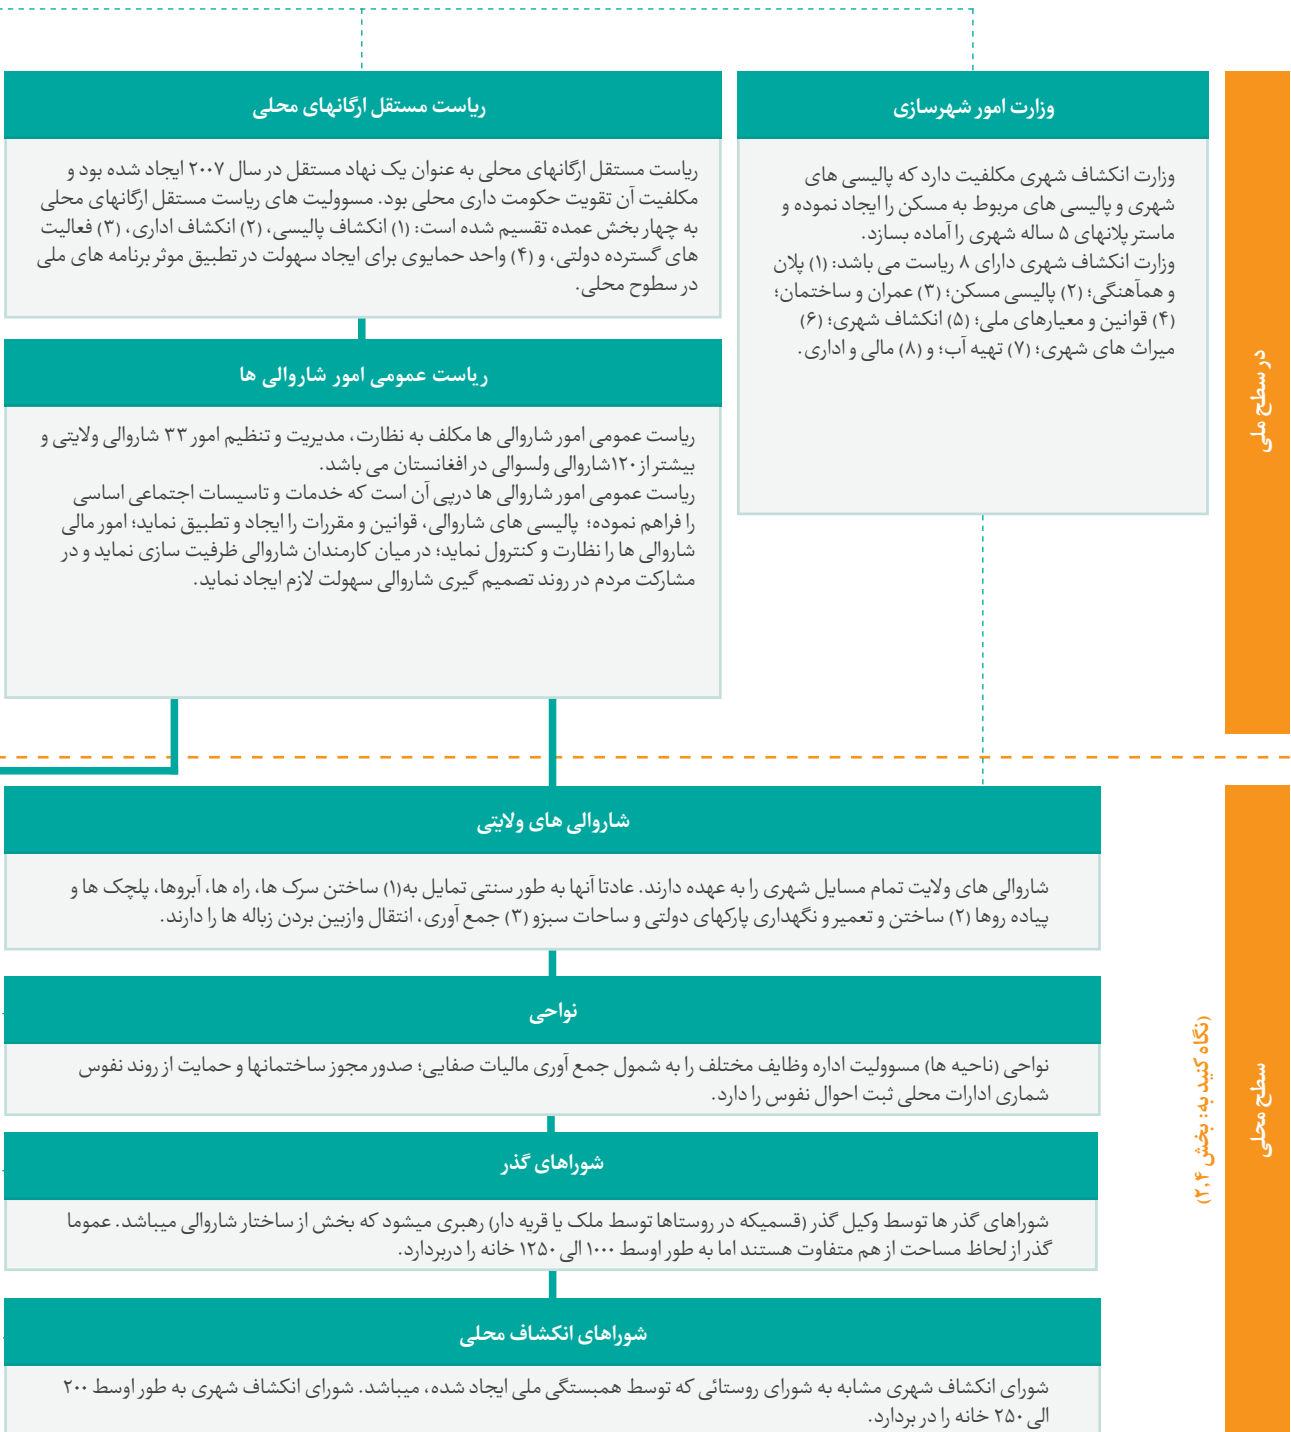 وزارت امور شهرسازی
وزارت انکشاف شهری مکلفیت دارد که پالیسی های
شهری و پالیسی های مربوط به مسکن را ایجاد نموده و
ماستر پلانهای ۵ ساله شهری را آماده بسازد.
وزارت انکشاف شهری دارای ۸ ریاست می باشد: (۱) پلان
و همآهنگی؛ (۲) پالیسی مسکن؛ (۳) عمران و ساختمان؛
(۴) قوانین و معیارهای ملی؛ (۵) انکشاف شهری؛ (۶)
میراث های شهری؛ (۷) تهیه آب؛ و (۸) مالی و اداری.
ریاست مستقل ارگانهای محلی
ریاست مستقل ارگانهای محلی به عنوان یک نهاد مستقل در سال ۲۰۰۷ ایجاد شده بود و
مکلفیت آن تقویت حکومت داری محلی بود. مسوولیت های ریاست مستقل ارگانهای محلی
به چهار بخش عمده تقسیم شده است: (۱) انکشاف پالیسی، (۲) انکشاف اداری، (۳) فعالیت
های گسترده دولتی، و (۴) واحد حمایوی برای ایجاد سهولت در تطبیق موثر برنامه های ملی
در سطوح محلی.
ریاست عمومی امور شاروالی ها
ریاست عمومی امور شاروالی ها مکلف به نظارت، مدیریت و تنظیم امور ۳۳ شاروالی ولایتی و
بیشتر از ۱۲۰شاروالی ولسوالی در افغانستان می باشد.
ریاست عمومی امور شاروالی ها درپی آن است که خدمات و تاسیسات اجتماعی اساسی
را فراهم نموده؛ پالیسی های شاروالی، قوانین و مقررات را ایجاد و تطبیق نماید؛ امور مالی
شاروالی ها را نظارت و کنترول نماید؛ در میان کارمندان شاروالی ظرفیت سازی نماید و در
مشارکت مردم در روند تصمیم گیری شاروالی سهولت لازم ایجاد نماید.
در سطح ملی
شاروالی های ولایتی
شاروالی های ولایت تمام مسایل شهری را به عهده دارند. عادتا آنها به طور سنتی تمایل به(۱) ساختن سرک ها، راه ها، آبروها، پلچک ها و
پیاده روها (۲) ساختن و تعمیر و نگهداری پارکهای دولتی و ساحات سبزو (۳) جمع آوری، انتقال وازبین بردن زباله ها را دارند.
نواحی
نواحی (ناحیه ها) مسوولیت اداره وظایف مختلف را به شمول جمع آوری مالیات صفایی؛ صدور مجوز ساختمانها و حمایت از روند نفوس
شماری ادارات محلی ثبت احوال نفوس را دارد.
شوراهای گذر
شوراهای گذر ها توسط وکیل گذر (قسمیکه در روستاها توسط ملک یا قریه دار) رهبری میشود که بخش از ساختار شاروالی میباشد. عموما
گذر از لحاظ مساحت از هم متفاوت هستند اما به طور اوسط ۱۰۰۰ الی ۱۲۵۰ خانه را دربردارد.
شوراهای انکشاف محلی
شورای انکشاف شهری مشابه به شورای روستائی که توسط همبستگی ملی ایجاد شده، میباشد. شورای انکشاف شهری به طور اوسط ۲۰۰
الی ۲۵۰ خانه را در بردارد.
سطح محلی
(نگاه کنید به: بخش ۲٫۴)